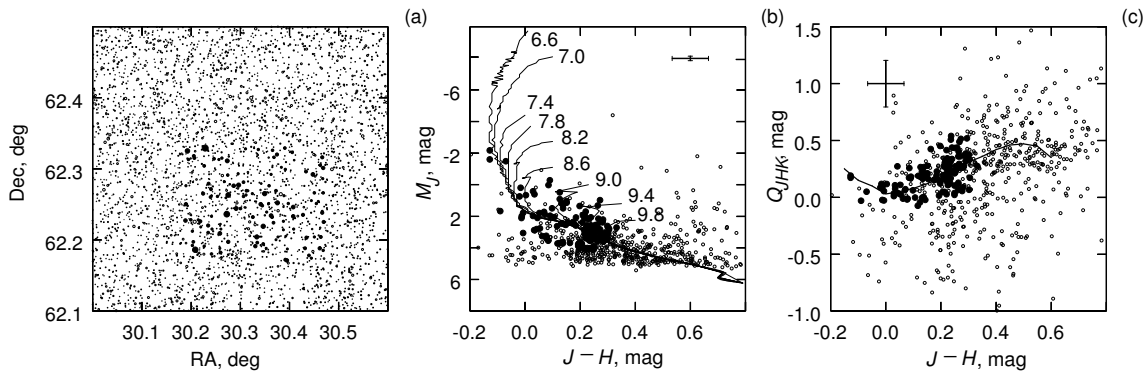 (a)
(b)
(c)
62.4
62.3
62.2
62.1
Dec, deg
30.1 30.2 30.3 30.4 30.5
RA, deg
-6
-2
2
6
M_J, mag
6.6
7.0
7.4
7.8
8.2
8.6
9.0
9.4
9.8
-0.2 0.0 0.2 0.4 0.6
J − H, mag
1.5
1.0
0.5
0.0
-0.5
-1.0
Q_JHK, mag
-0.2 0.0 0.2 0.4 0.6
J − H, mag